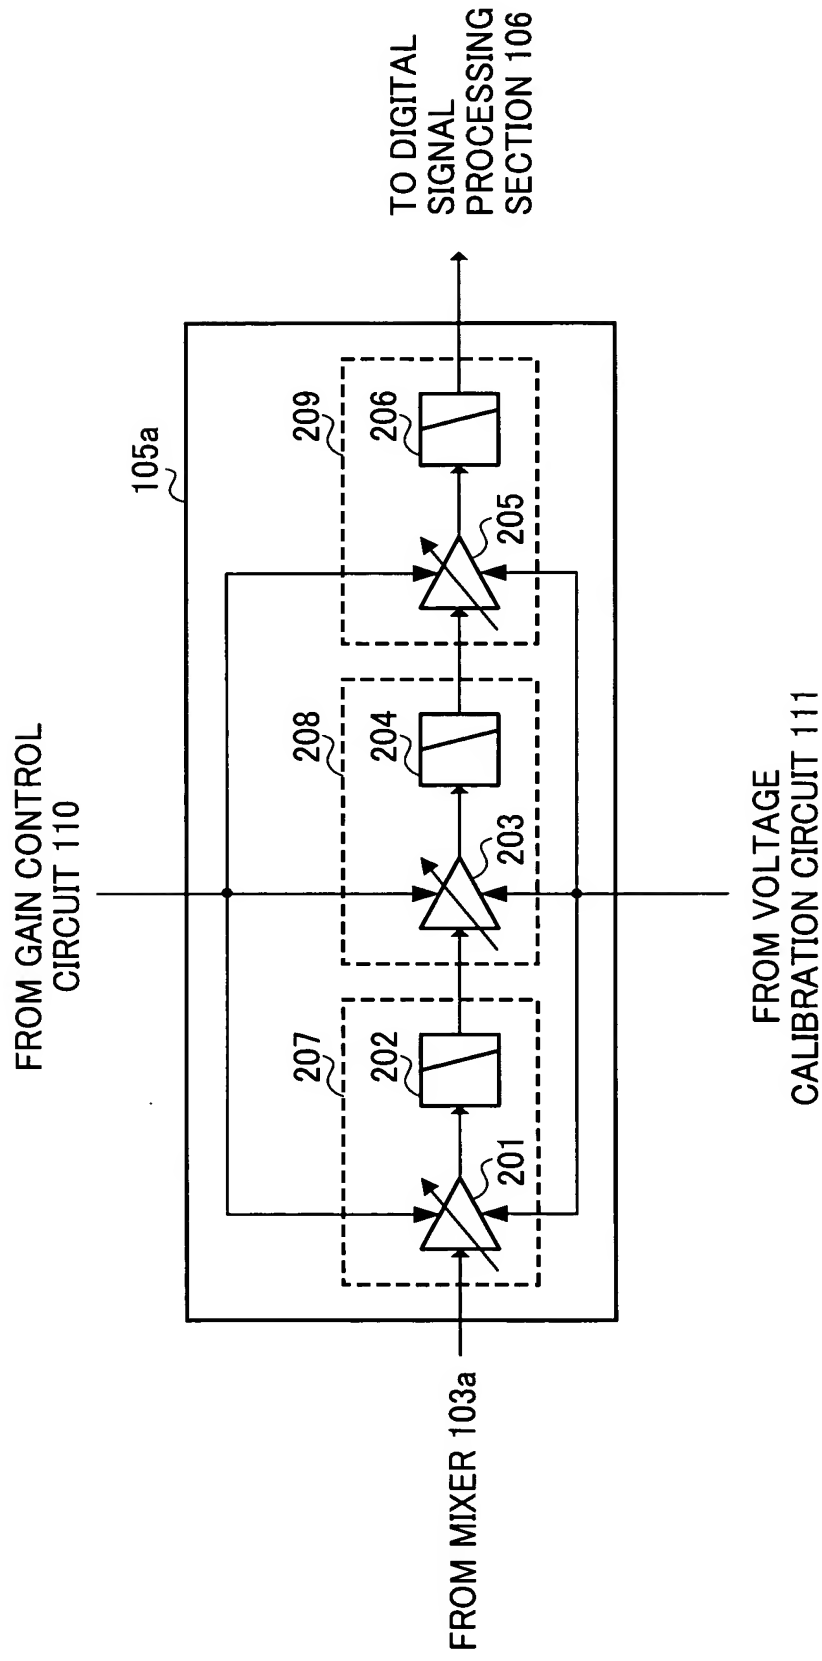 FROM GAIN CONTROL
CIRCUIT 110
105a
207
208
209
202
204
206
201
203
205
FROM MIXER 103a
TO DIGITAL
SIGNAL
PROCESSING
SECTION 106
FROM VOLTAGE
CALIBRATION CIRCUIT 111